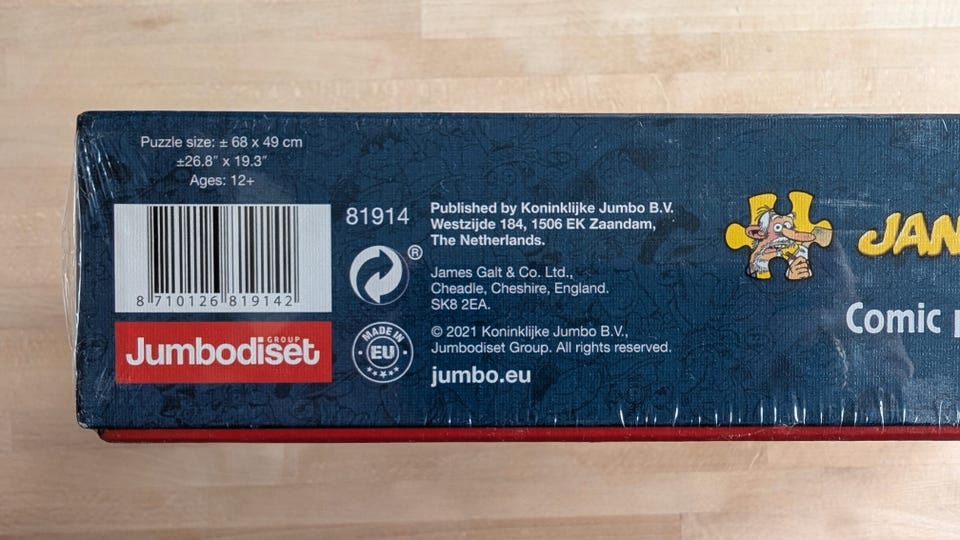 Puzzle size: ± 68 x 49 cm
±26.8″ x 19.3″
Ages: 12+
8 710126 819142
Jumbodiset
GROUP
81914
®
MADE IN
EU
Published by Koninklijke Jumbo B.V.
Westzijde 184, 1506 EK Zaandam,
The Netherlands.
James Galt & Co. Ltd.,
Cheadle, Cheshire, England.
SK8 2EA.
© 2021 Koninklijke Jumbo B.V.,
Jumbodiset Group. All rights reserved.
jumbo.eu
JAN
Comic